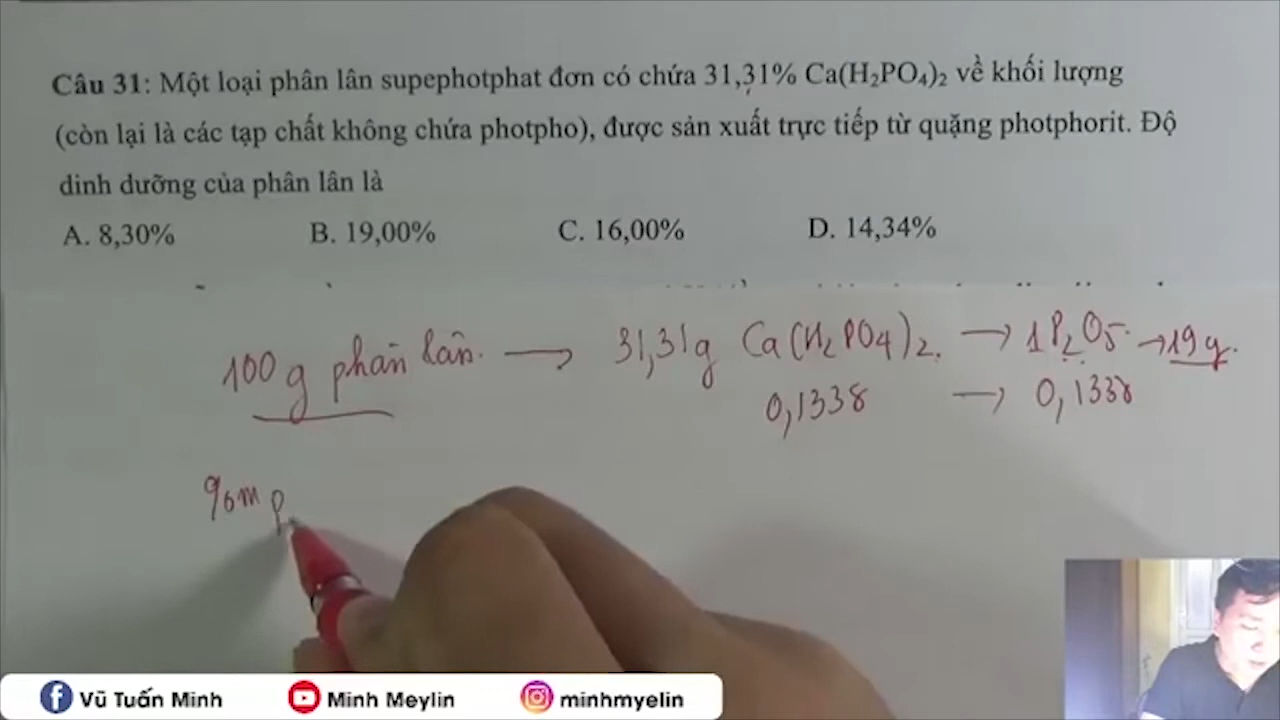 Câu 31: Một loại phân lân supephotphat đơn có chứa 31,31% Ca(H₂PO₄)₂ về khối lượng
(còn lại là các tạp chất không chứa photpho), được sản xuất trực tiếp từ quặng photphorit. Độ
dinh dưỡng của phân lân là
A. 8,30% B. 19,00% C. 16,00% D. 14,34%
100g phân lân. → 31,31g Ca(H₂PO₄)₂. → 1P₂O₅. → 19g.
0,1338 → 0,1338
%m P
Vũ Tuấn Minh Minh Meylin minhmyelin